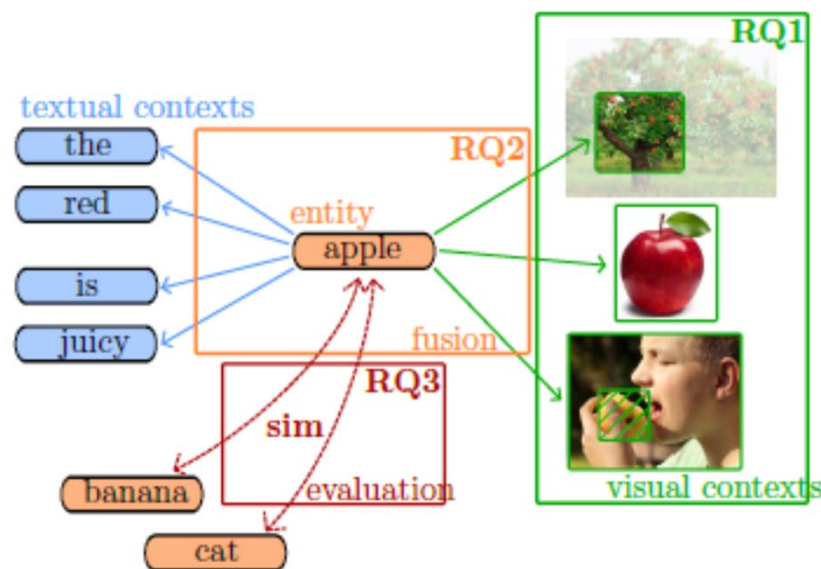 RQ1
textual contexts
the
RQ2
red
entity
apple
is
juicy
fusion
RQ3
sim
banana
evaluation
visual contexts
cat